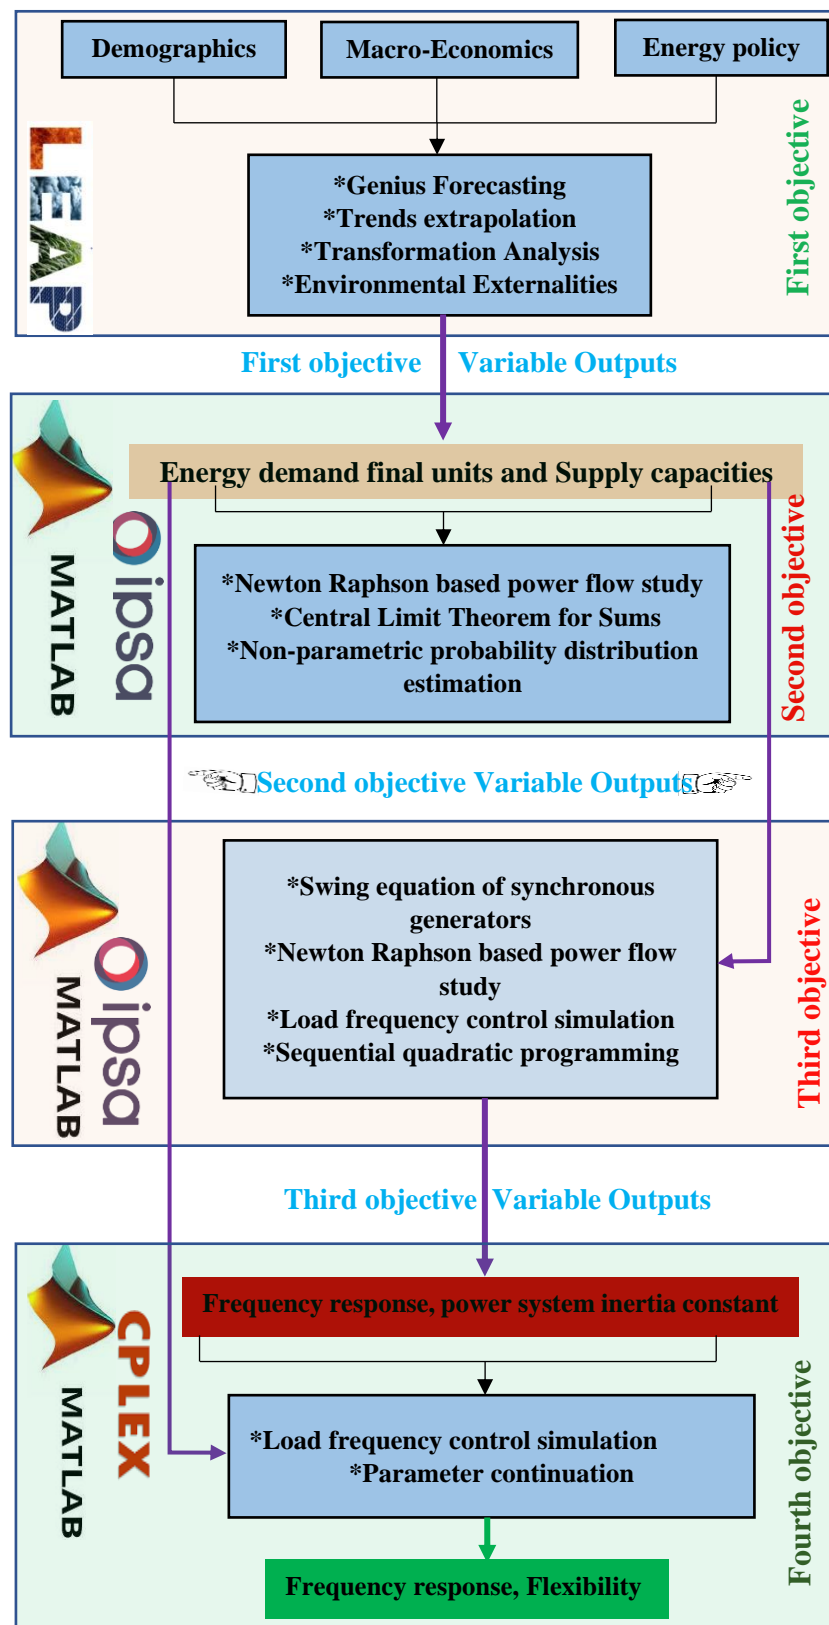 Demographics
Macro-Economics
Energy policy
LEAP
*Genius Forecasting
*Trends extrapolation
*Transformation Analysis
*Environmental Externalities
First objective
First objective Variable Outputs
MATLAB
ipsa
Energy demand final units and Supply capacities
*Newton Raphson based power flow study
*Central Limit Theorem for Sums
*Non-parametric probability distribution
estimation
Second objective
Second objective Variable Outputs
MATLAB
ipsa
*Swing equation of synchronous
generators
*Newton Raphson based power flow
study
*Load frequency control simulation
*Sequential quadratic programming
Third objective
Third objective Variable Outputs
MATLAB
CPLEX
Frequency response, power system inertia constant
*Load frequency control simulation
*Parameter continuation
Frequency response, Flexibility
Fourth objective